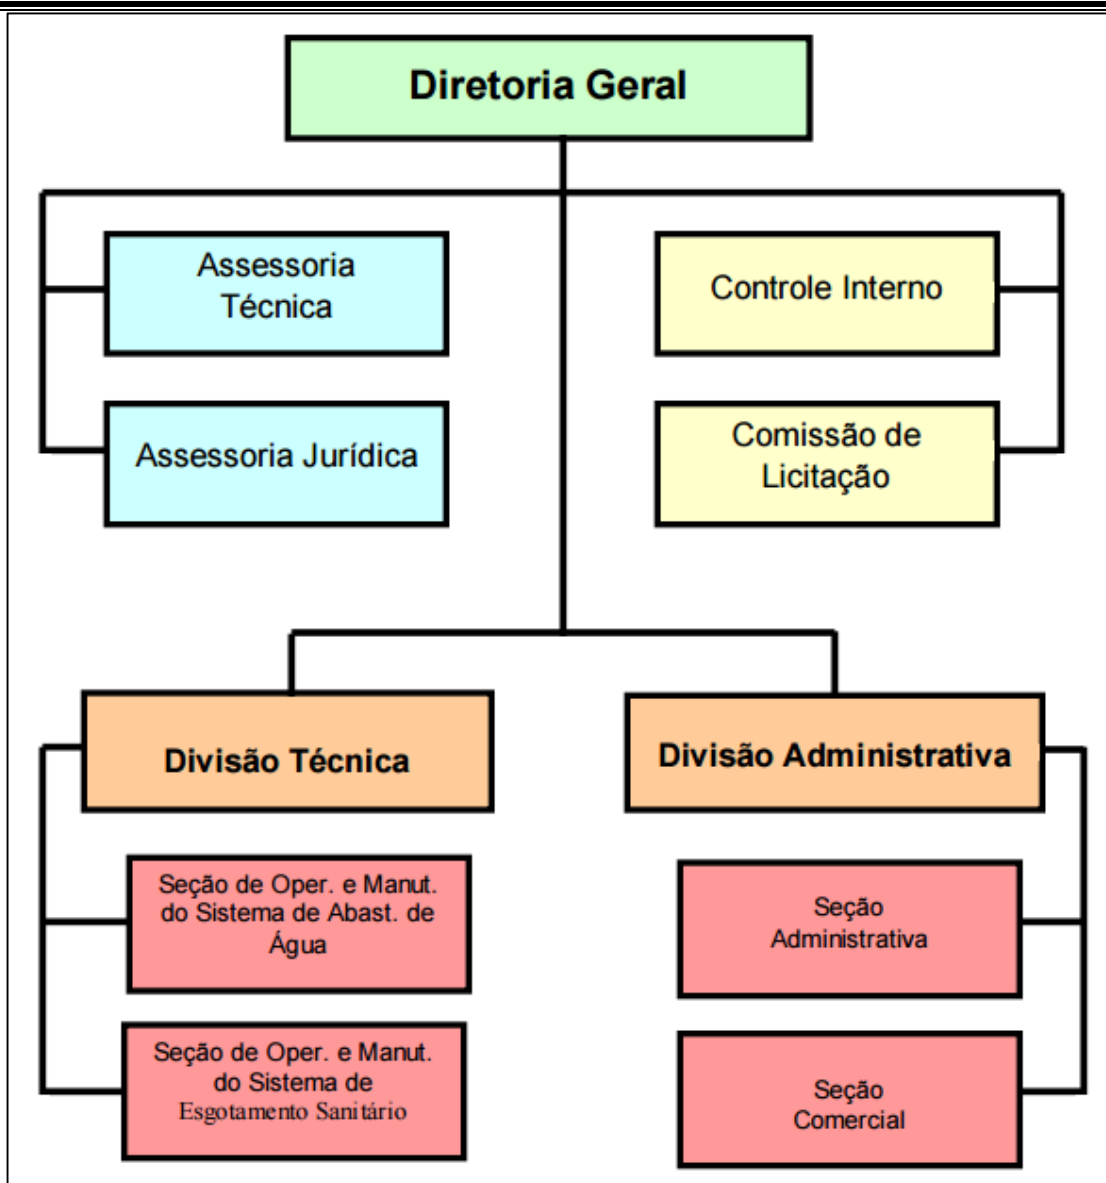 Diretoria Geral
Assessoria
Técnica
Controle Interno
Assessoria Jurídica
Comissão de
Licitação
Divisão Técnica
Divisão Administrativa
Seção de Oper. e Manut.
do Sistema de Abast. de
Água
Seção
Administrativa
Seção de Oper. e Manut.
do Sistema de
Esgotamento Sanitário
Seção
Comercial